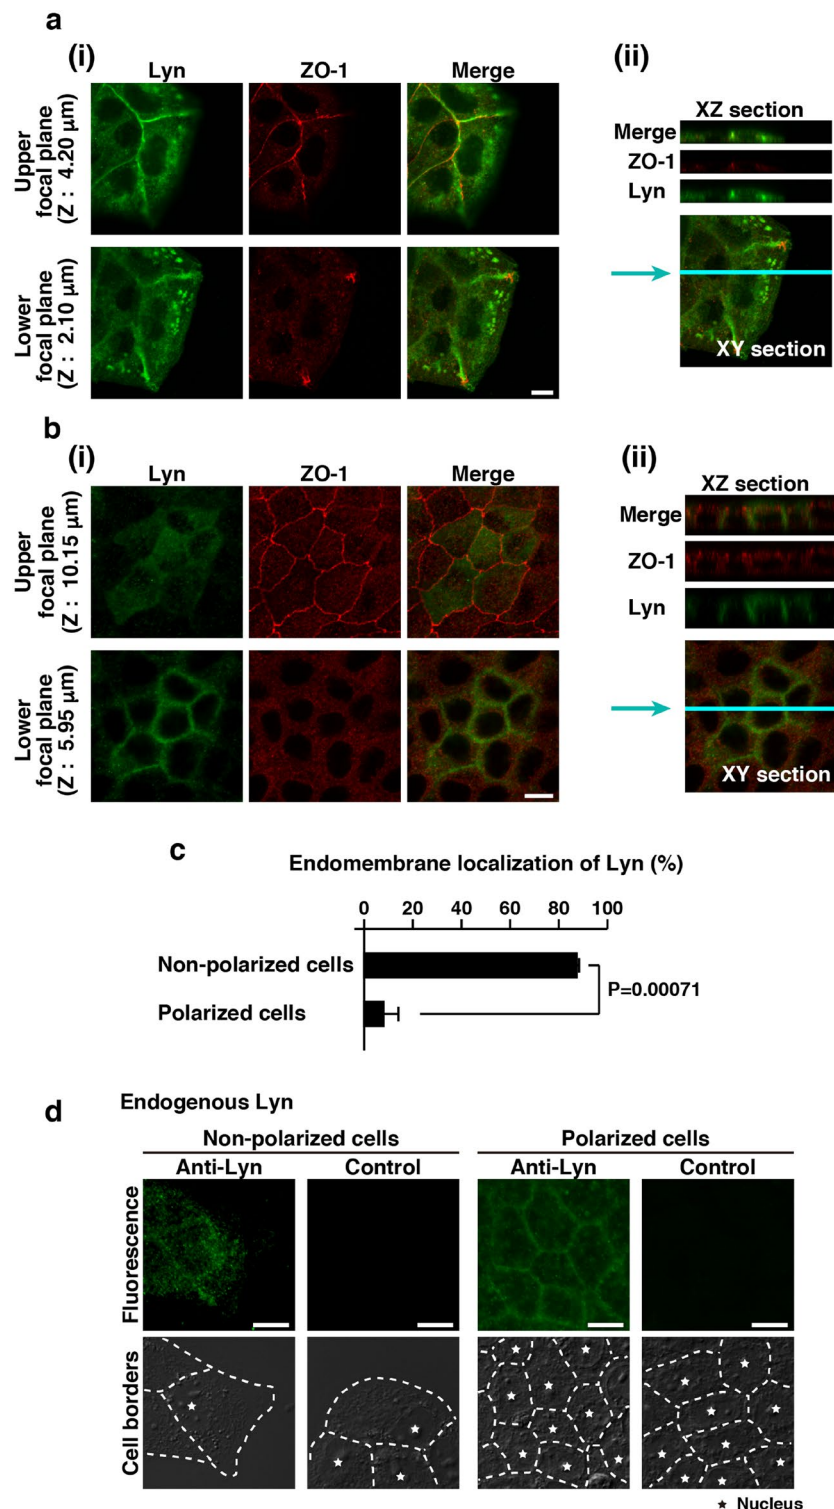 a
(i)
(ii)
Lyn
ZO-1
Merge
XZ section
Upper
focal plane
(Z : 4.20 µm)
Merge
ZO-1
Lyn
Lower
focal plane
(Z : 2.10 µm)
XY section
b
(i)
(ii)
Lyn
ZO-1
Merge
XZ section
Upper
focal plane
(Z : 10.15 µm)
Merge
ZO-1
Lyn
Lower
focal plane
(Z : 5.95 µm)
XY section
c
Endomembrane localization of Lyn (%)
0 20 40 60 80 100
Non-polarized cells
P=0.00071
Polarized cells
d
Endogenous Lyn
Non-polarized cells
Polarized cells
Anti-Lyn
Control
Anti-Lyn
Control
Fluorescence
Cell borders
★ Nucleus